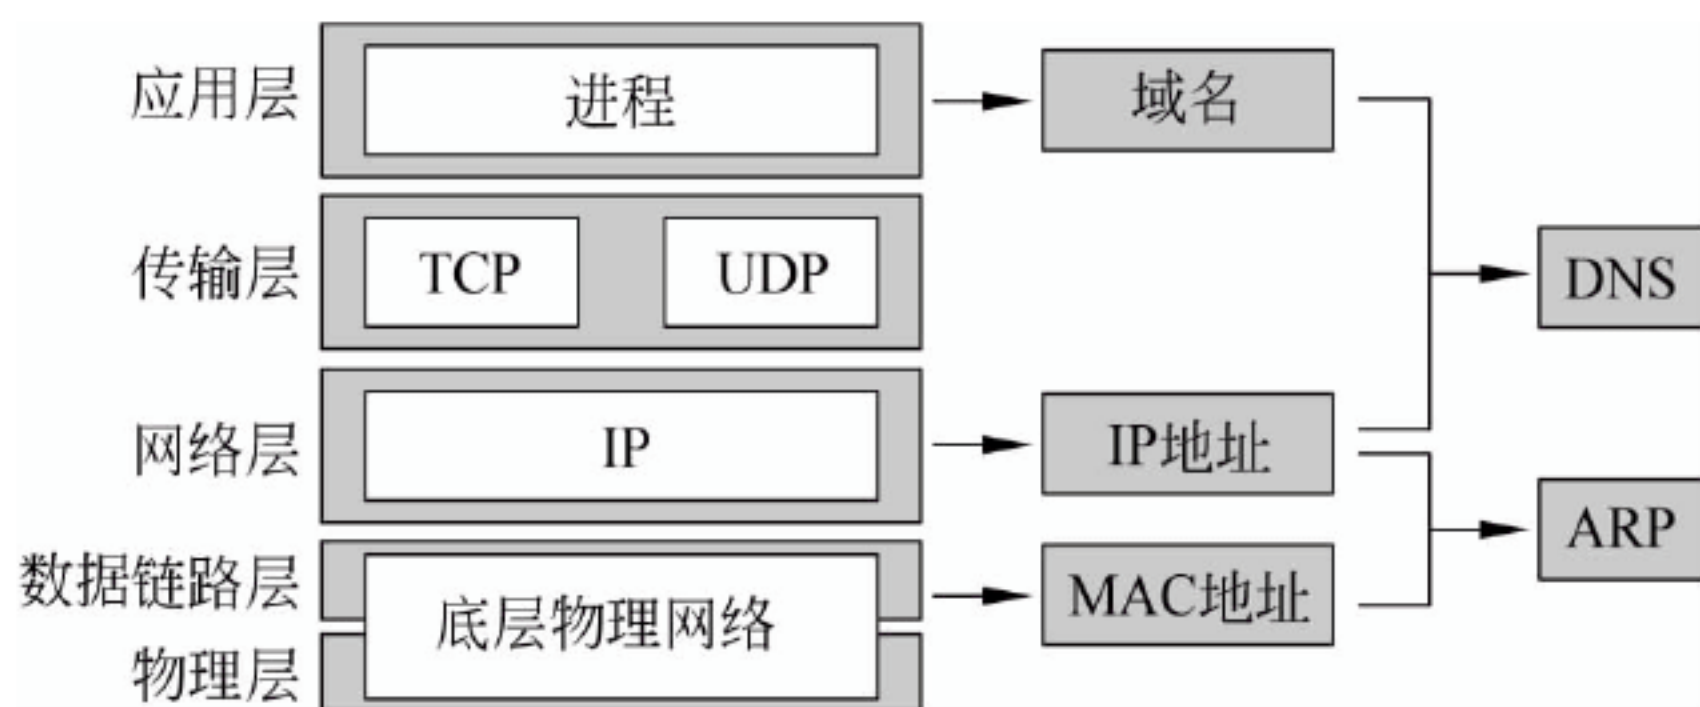 应用层
进程
域名
传输层
TCP
UDP
DNS
网络层
IP
IP地址
ARP
数据链路层
底层物理网络
MAC地址
物理层